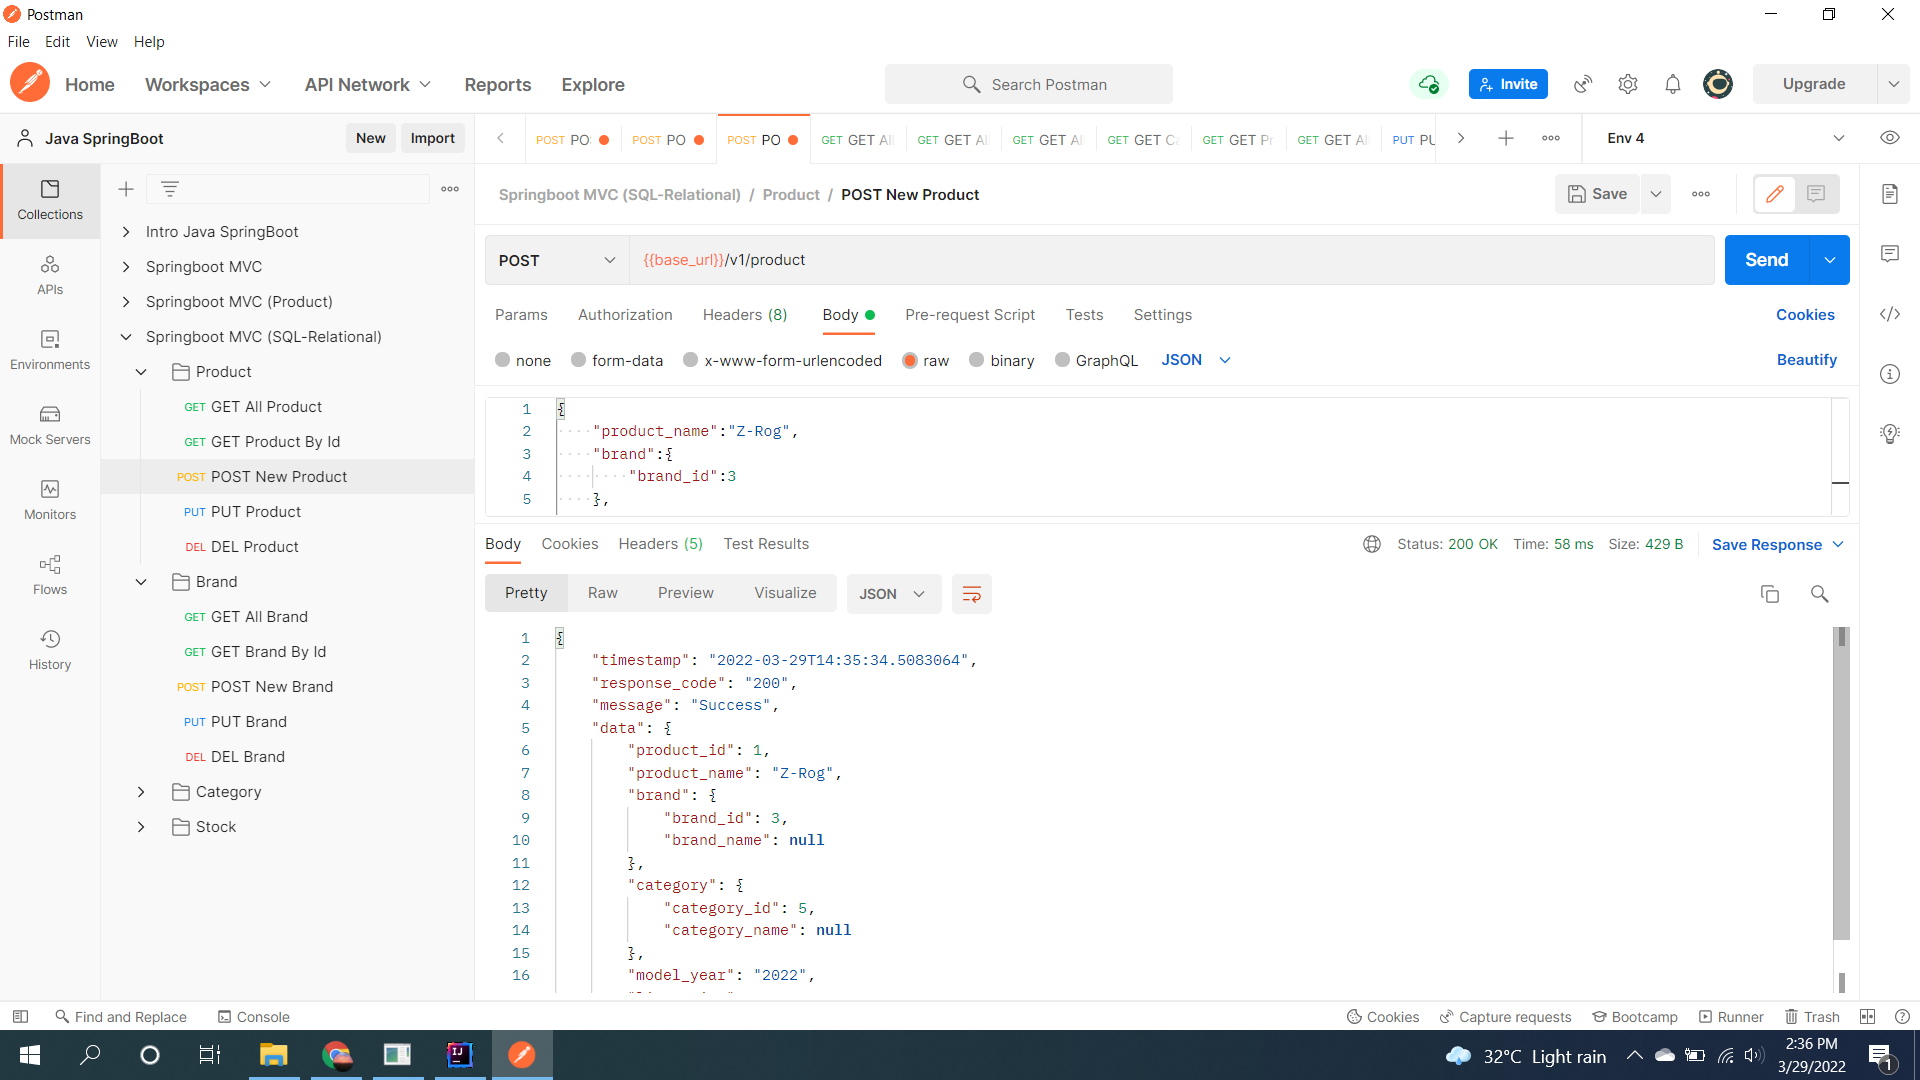 Postman
File Edit View Help
Home Workspaces API Network Reports Explore Search Postman Invite Upgrade
Java SpringBoot New Import
POST PO POST PO POST PO GET GET Al GET GET Al GET GET Al GET GET C GET GET Pr GET GET Al PUT PU Env 4
Collections
APIs
Environments
Mock Servers
Monitors
Flows
History
Intro Java SpringBoot
Springboot MVC
Springboot MVC (Product)
Springboot MVC (SQL-Relational)
Product
GET GET All Product
GET GET Product By Id
POST POST New Product
PUT PUT Product
DEL DEL Product
Brand
GET GET All Brand
GET GET Brand By Id
POST POST New Brand
PUT PUT Brand
DEL DEL Brand
Category
Stock
Springboot MVC (SQL-Relational) / Product / POST New Product Save
POST {{base_url}}/v1/product Send
Params Authorization Headers (8) Body Pre-request Script Tests Settings Cookies
none form-data x-www-form-urlencoded raw binary GraphQL JSON Beautify
1 {
2 "product_name":"Z-Rog",
3 "brand":{
4 "brand_id":3
5 },
Body Cookies Headers (5) Test Results Status: 200 OK Time: 58 ms Size: 429 B Save Response
Pretty Raw Preview Visualize JSON
1 {
2 "timestamp": "2022-03-29T14:35:34.5083064",
3 "response_code": "200",
4 "message": "Success",
5 "data": {
6 "product_id": 1,
7 "product_name": "Z-Rog",
8 "brand": {
9 "brand_id": 3,
10 "brand_name": null
11 },
12 "category": {
13 "category_id": 5,
14 "category_name": null
15 },
16 "model_year": "2022",
Find and Replace Console Cookies Capture requests Bootcamp Runner Trash
IJ 32°C Light rain 2:36 PM
3/29/2022 1